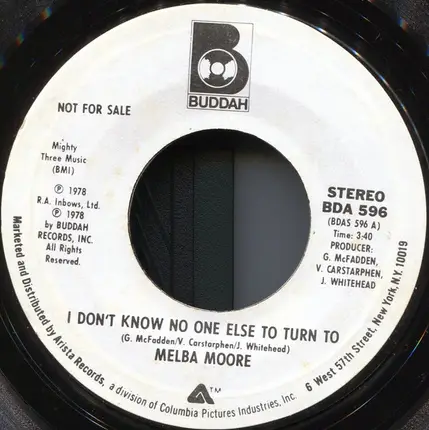 BUDDAH
NOT FOR SALE
Mighty
Three Music
(BMI)
Ⓟ 1978
R.A. Inbows, Ltd.
Ⓟ 1978
by BUDDAH
RECORDS, INC.
All Rights
Reserved.
STEREO
BDA 596
(BDAS 596 A)
Time: 3:40
PRODUCER:
G. McFADDEN,
V. CARSTARPHEN,
J. WHITEHEAD
I DON'T KNOW NO ONE ELSE TO TURN TO
(G. McFadden/V. Carstarphen/J. Whitehead)
MELBA MOORE
A™
Marketed and Distributed by Arista Records, a division of Columbia Pictures Industries, Inc. 6 West 57th Street, New York, N.Y. 10019